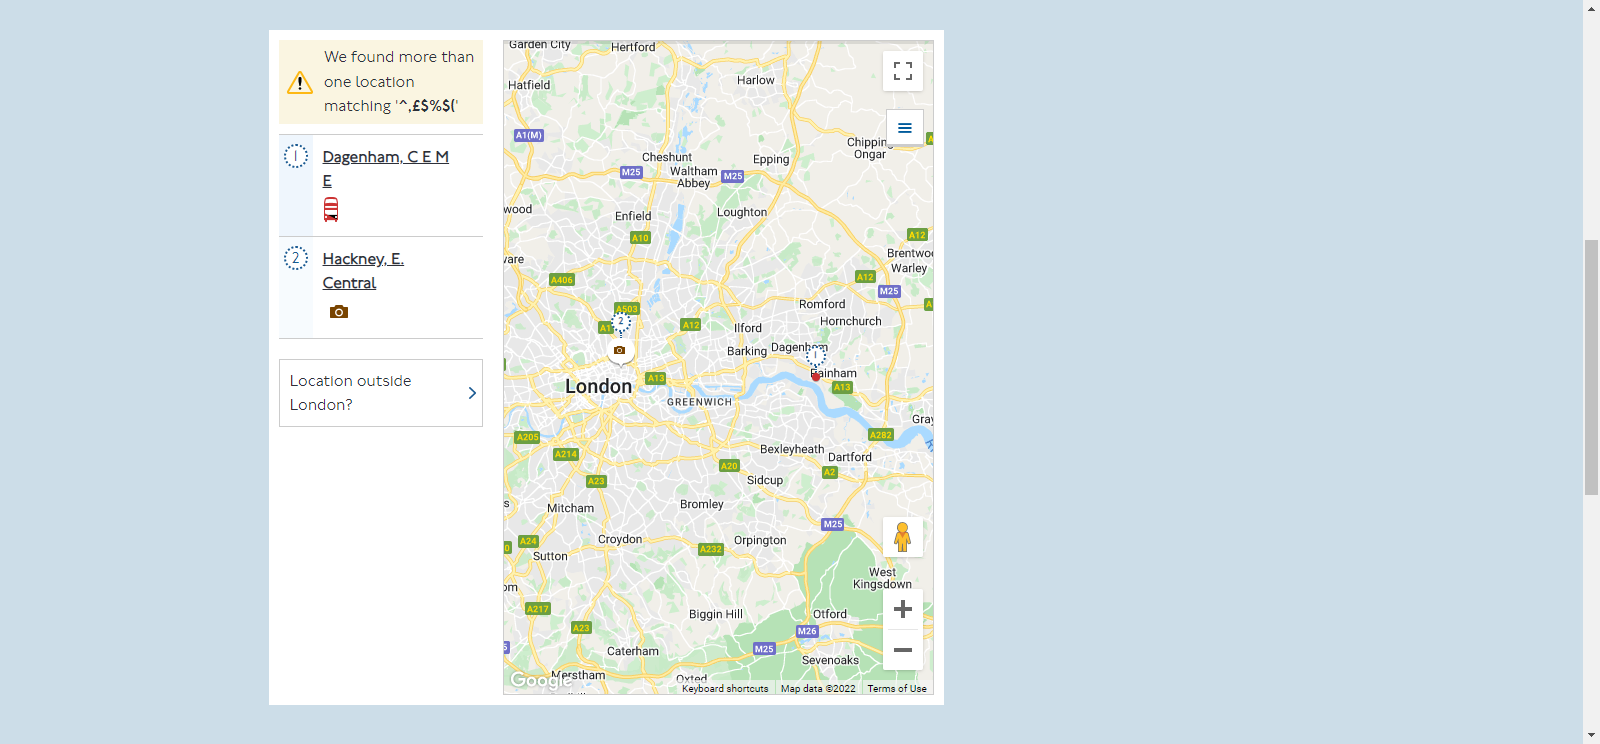 We found more than
one location
matching '^,£$%$('
1
Dagenham, C E M
E
2
Hackney, E.
Central
Location outside
London?
Garden City
Hertford
Hatfield
Harlow
A1(M)
Chipping
Ongar
Cheshunt
Epping
M25
Waltham
Abbey
M25
wood
Enfield
Loughton
A10
A12
Brentwoo
Warley
A406
A12
M25
A503
Romford
Hornchurch
2
A1
A12
Ilford
Barking
Dagenham
1
Rainham
London
A13
A13
GREENWICH
Gray
A205
A282
A214
Bexleyheath
Dartford
A20
A2
A23
Sidcup
Mitcham
Bromley
M25
A24
Croydon
Orpington
A232
Sutton
West
Kingsdown
A217
Biggin Hill
Otford
A23
M26
M25
Caterham
Sevenoaks
Merstham
Oxted
Google
Keyboard shortcuts
Map data ©2022
Terms of Use